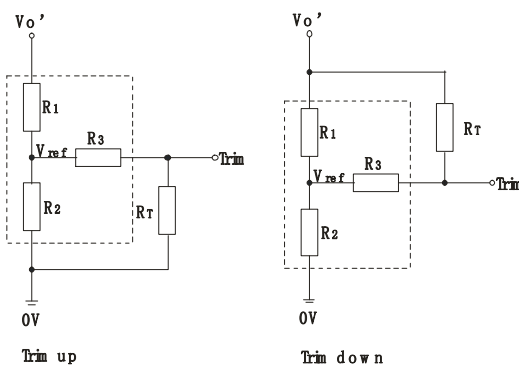 Vo'
R1
R3
Vref
Trim
R2
RT
0V
Trim up
Vo'
R1
RT
R3
Vref
Trim
R2
0V
Trim down